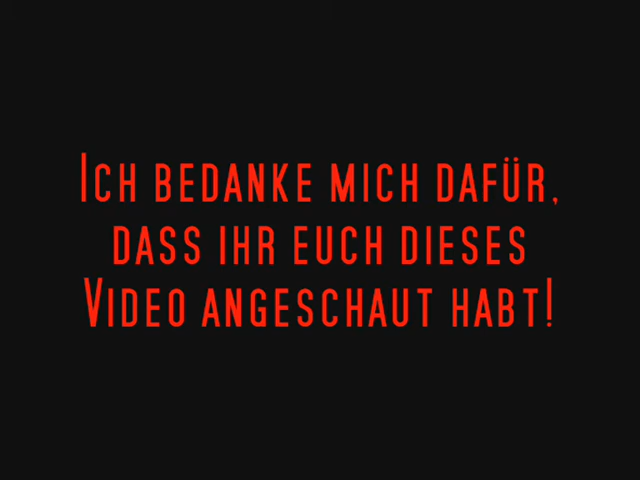 Ich bedanke mich dafür,
dass ihr euch dieses
Video angeschaut habt!